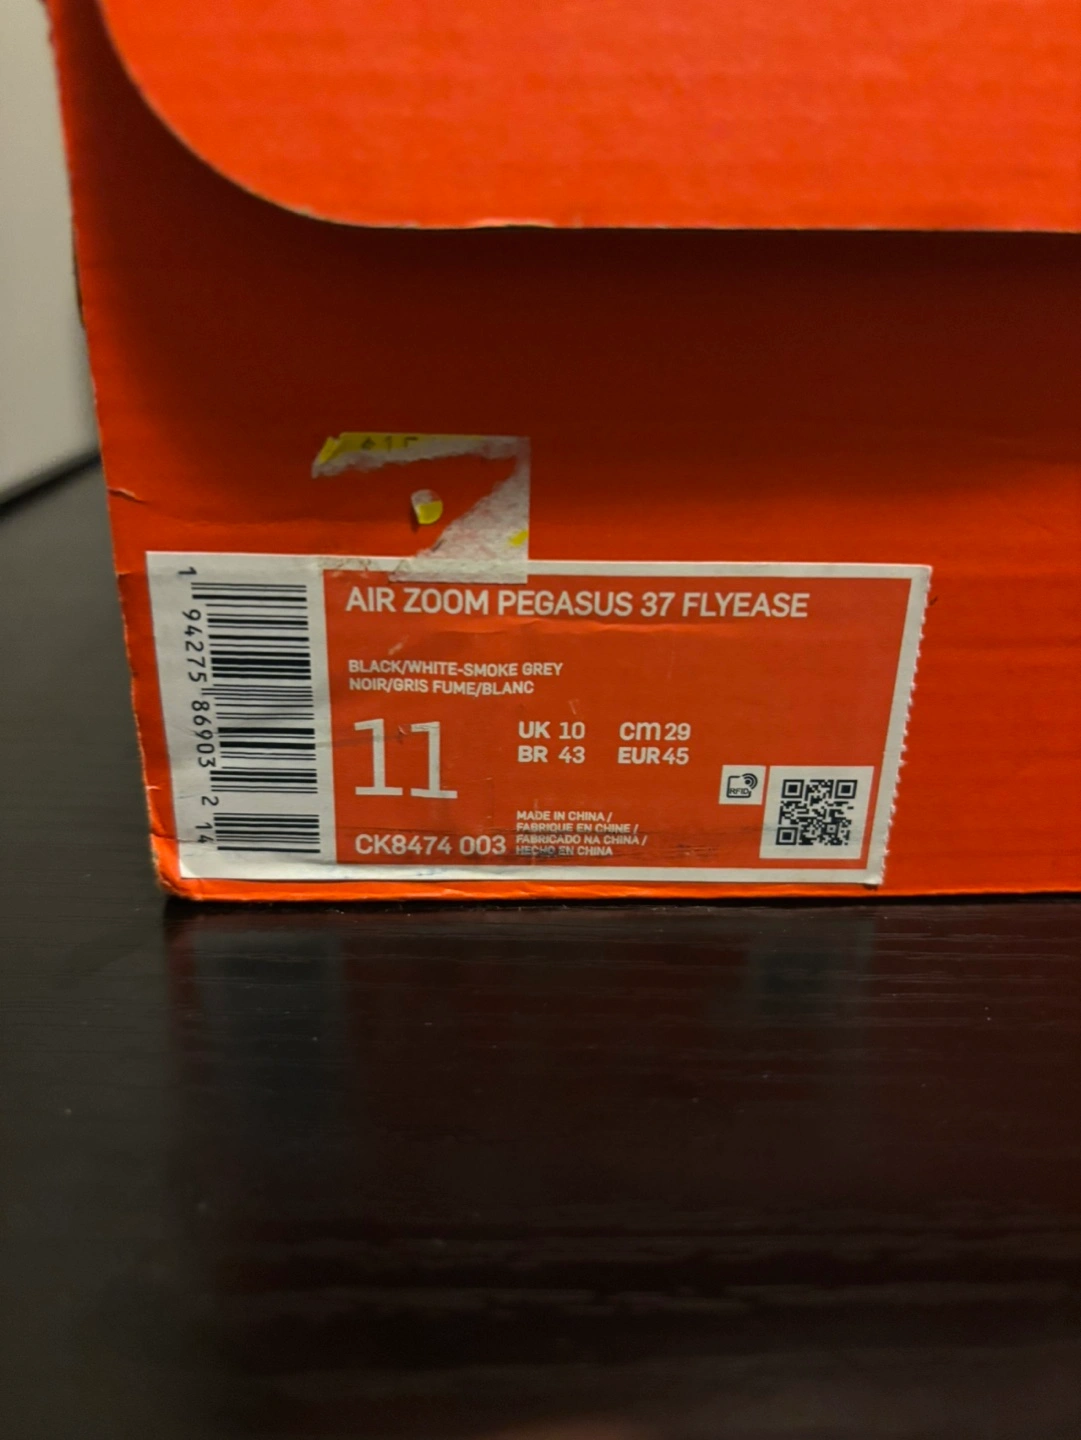 AIR ZOOM PEGASUS 37 FLYEASE
BLACK/WHITE-SMOKE GREY
NOIR/GRIS FUME/BLANC
11
UK 10 cm 29
BR 43 EUR 45
RFID
CK8474 003
MADE IN CHINA /
FABRIQUE EN CHINE /
FABRICADO NA CHINA /
HECHO EN CHINA
1 94275 86903 2 14